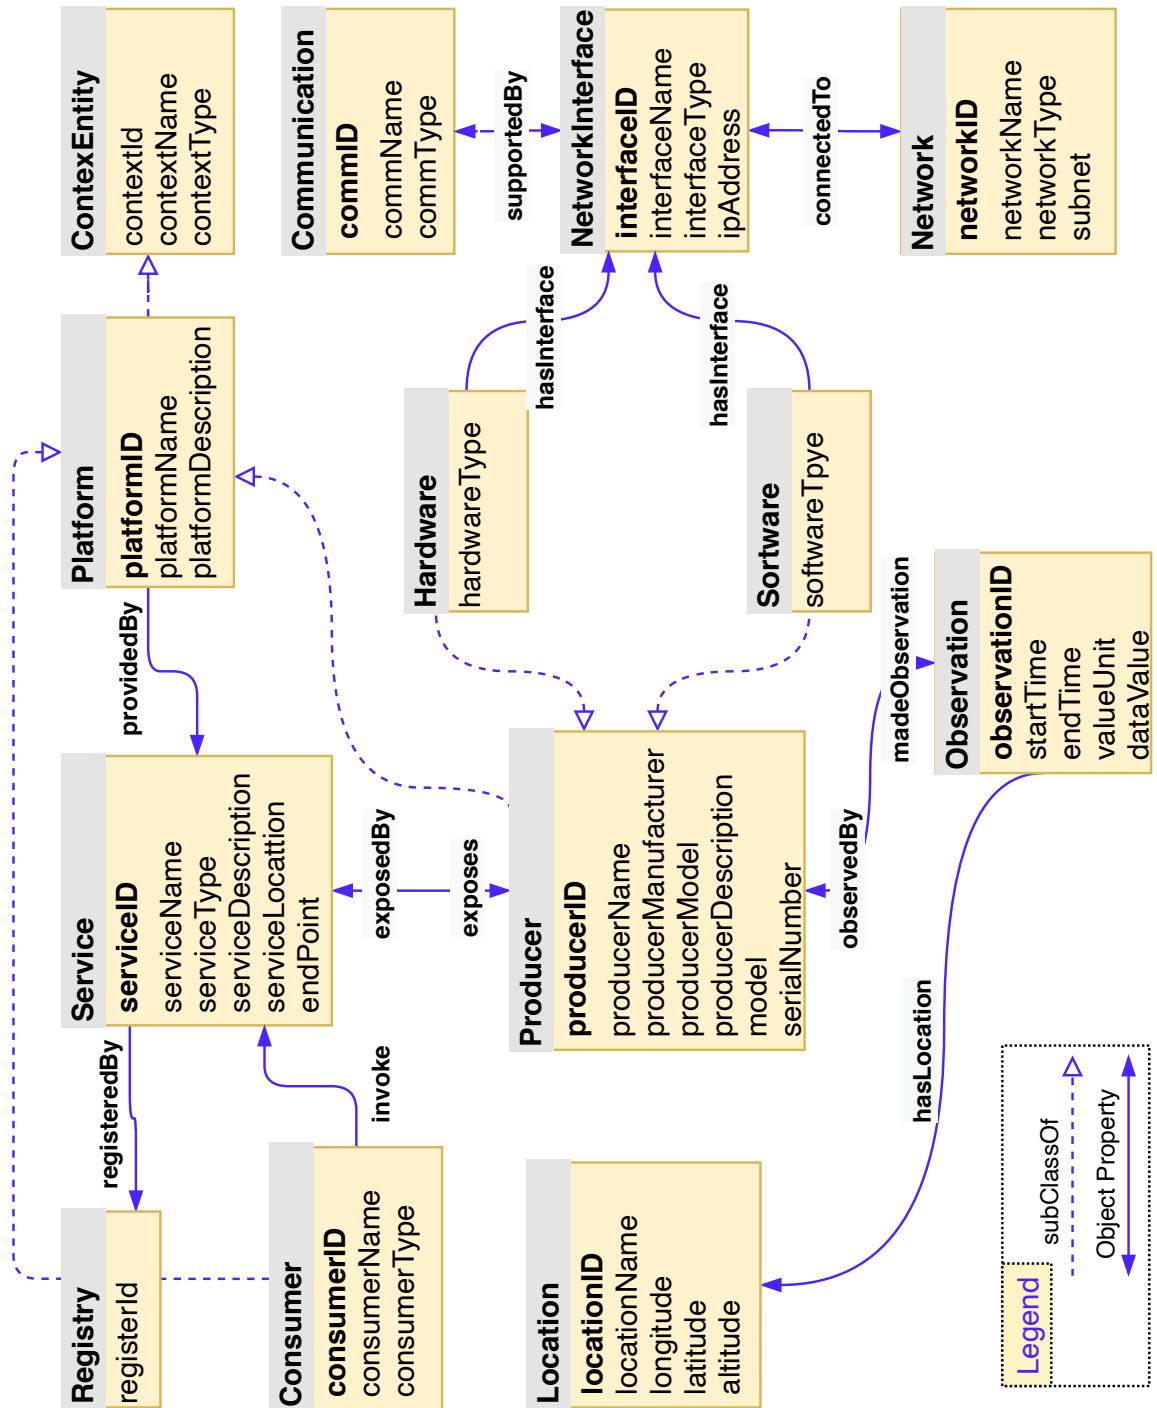 Registry
registerId
registeredBy
Service
serviceID
serviceName
serviceType
serviceDescription
serviceLocattion
endPoint
providedBy
Platform
platformID
platformName
platformDescription
ContexEntity
contextId
contextName
contextType
Consumer
consumerID
consumerName
consumerType
invoke
exposedBy
exposes
Communication
commID
commName
commType
supportedBy
Location
locationID
locationName
longitude
latitude
altitude
Producer
producerID
producerName
producerManufacturer
producerModel
producerDescription
model
serialNumber
Hardware
hardwareType
hasInterface
hasInterface
Sortware
softwareTpye
NetworkInterface
interfaceID
interfaceName
interfaceType
ipAddress
connectedTo
observedBy
madeObservation
hasLocation
Observation
observationID
startTime
endTime
valueUnit
dataValue
Network
networkID
networkName
networkType
subnet
Legend
subClassOf
Object Property